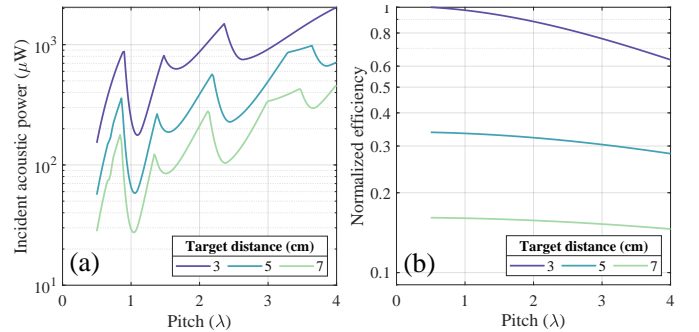 Incident acoustic power (μW)
10³
10²
10¹
(a)
Target distance (cm)
3 5 7
0 1 2 3 4
Pitch (λ)
Normalized efficiency
1
0.8
0.6
0.5
0.4
0.3
0.2
0.1
(b)
Target distance (cm)
3 5 7
0 1 2 3 4
Pitch (λ)